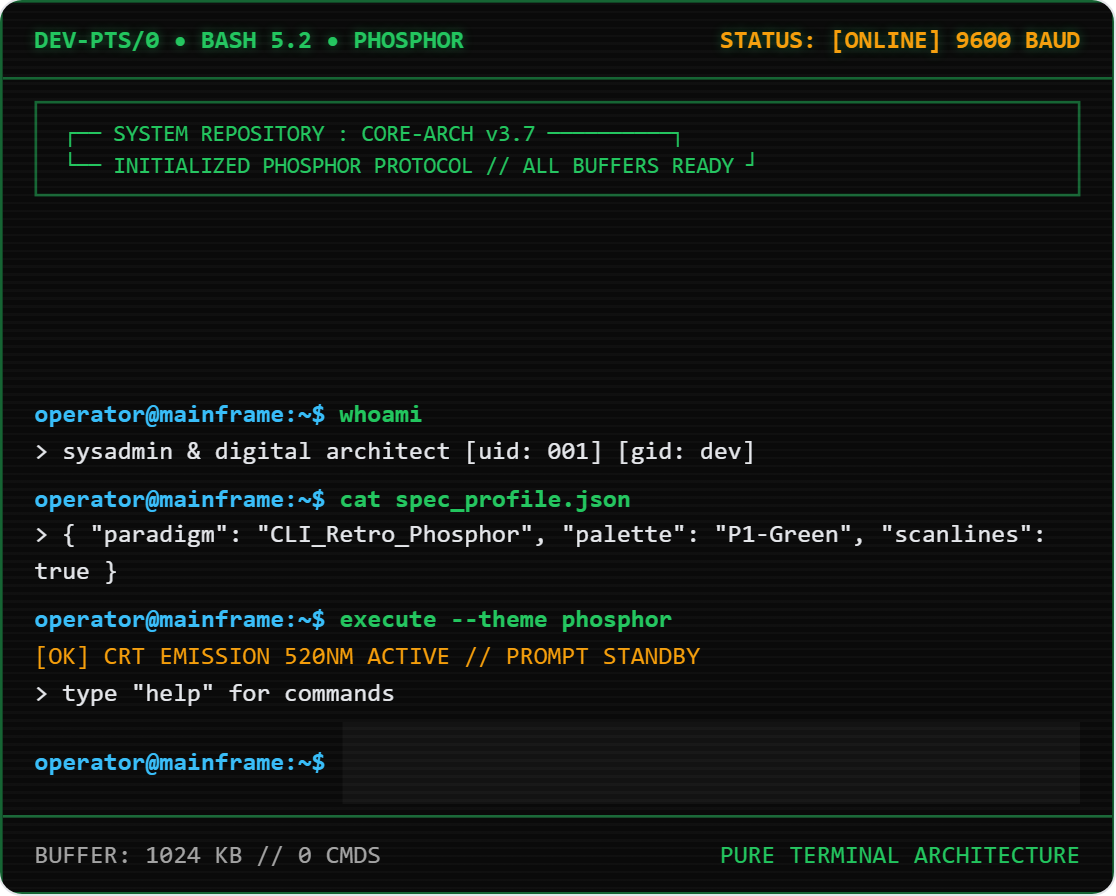 DEV-PTS/0 • BASH 5.2 • PHOSPHOR
STATUS: [ONLINE] 9600 BAUD
┌── SYSTEM REPOSITORY : CORE-ARCH v3.7 ───────────┐
└── INITIALIZED PHOSPHOR PROTOCOL // ALL BUFFERS READY ┘
operator@mainframe:~$ whoami
> sysadmin & digital architect [uid: 001] [gid: dev]
operator@mainframe:~$ cat spec_profile.json
> { "paradigm": "CLI_Retro_Phosphor", "palette": "P1-Green", "scanlines":
true }
operator@mainframe:~$ execute --theme phosphor
[OK] CRT EMISSION 520NM ACTIVE // PROMPT STANDBY
> type "help" for commands
operator@mainframe:~$
BUFFER: 1024 KB // 0 CMDS
PURE TERMINAL ARCHITECTURE